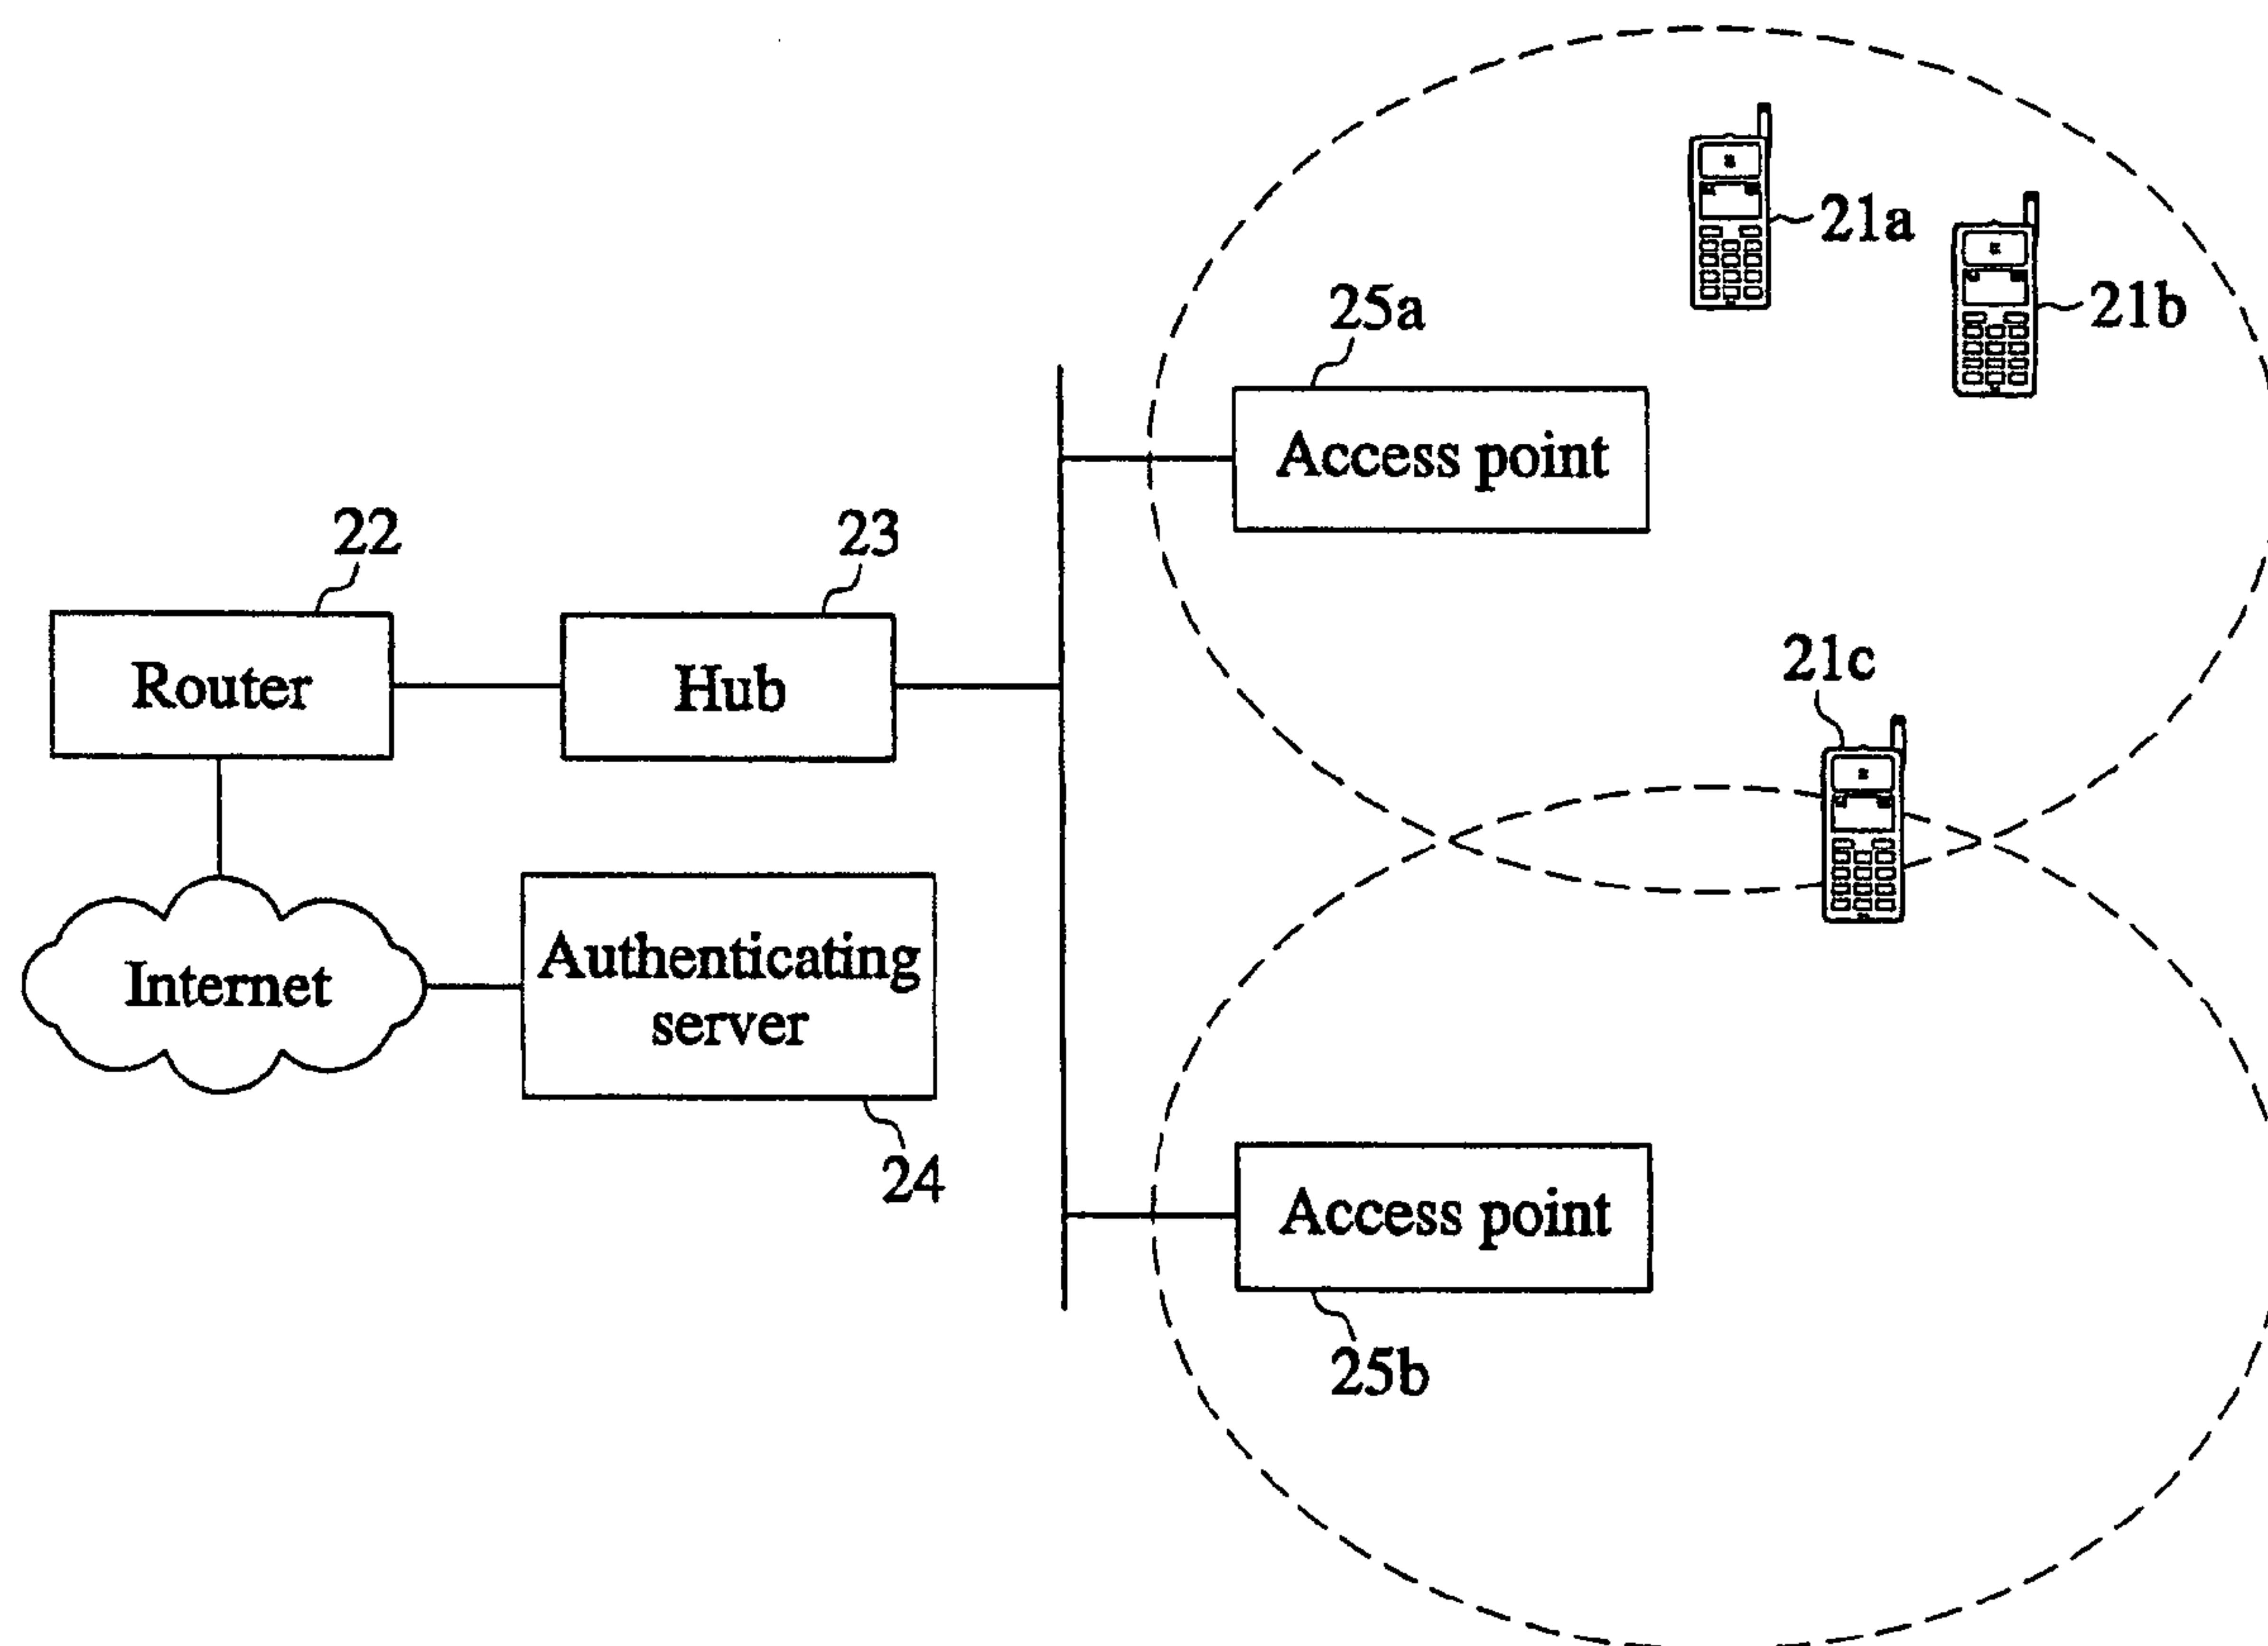 21a
21b
25a
Access point
22
23
Router
Hub
21c
Internet
Authenticating
server
24
Access point
25b